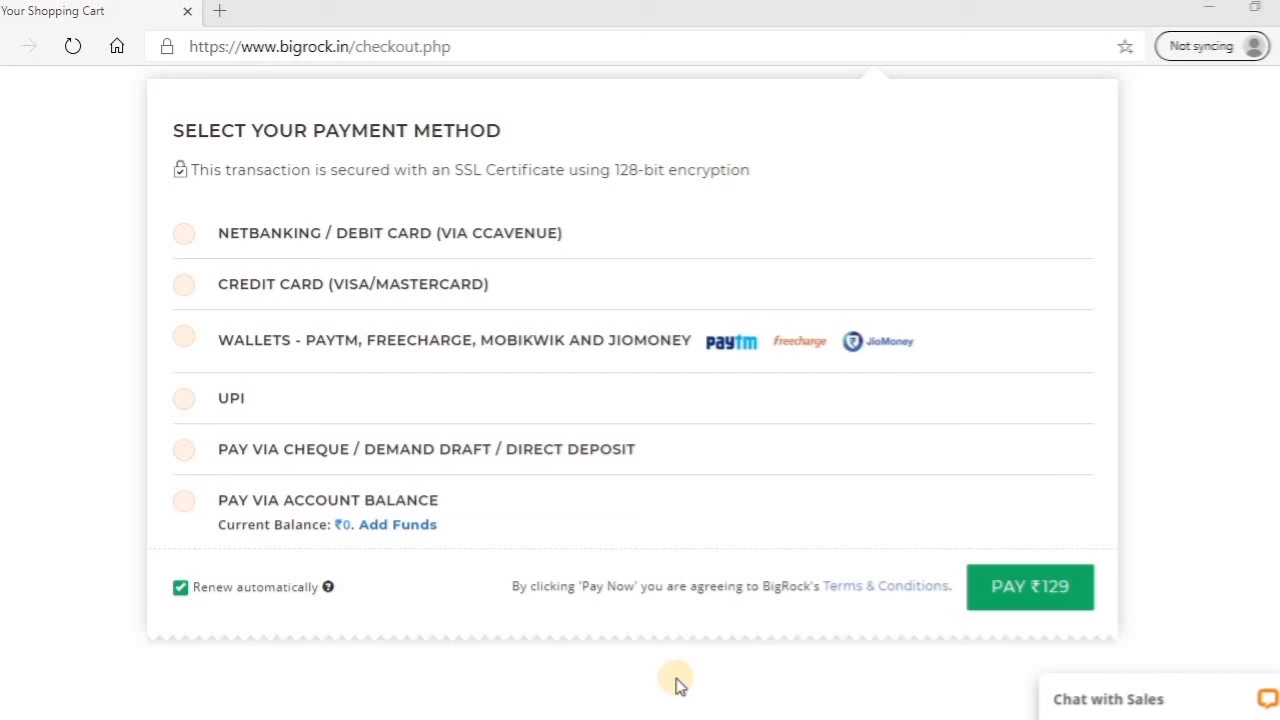 Your Shopping Cart
https://www.bigrock.in/checkout.php
Not syncing
SELECT YOUR PAYMENT METHOD
This transaction is secured with an SSL Certificate using 128-bit encryption
NETBANKING / DEBIT CARD (VIA CCAVENUE)
CREDIT CARD (VISA/MASTERCARD)
WALLETS - PAYTM, FREECHARGE, MOBIKWIK AND JIOMONEY paytm freecharge JioMoney
UPI
PAY VIA CHEQUE / DEMAND DRAFT / DIRECT DEPOSIT
PAY VIA ACCOUNT BALANCE
Current Balance: ₹0. Add Funds
Renew automatically ? By clicking 'Pay Now' you are agreeing to BigRock's Terms & Conditions. PAY ₹129
Chat with Sales